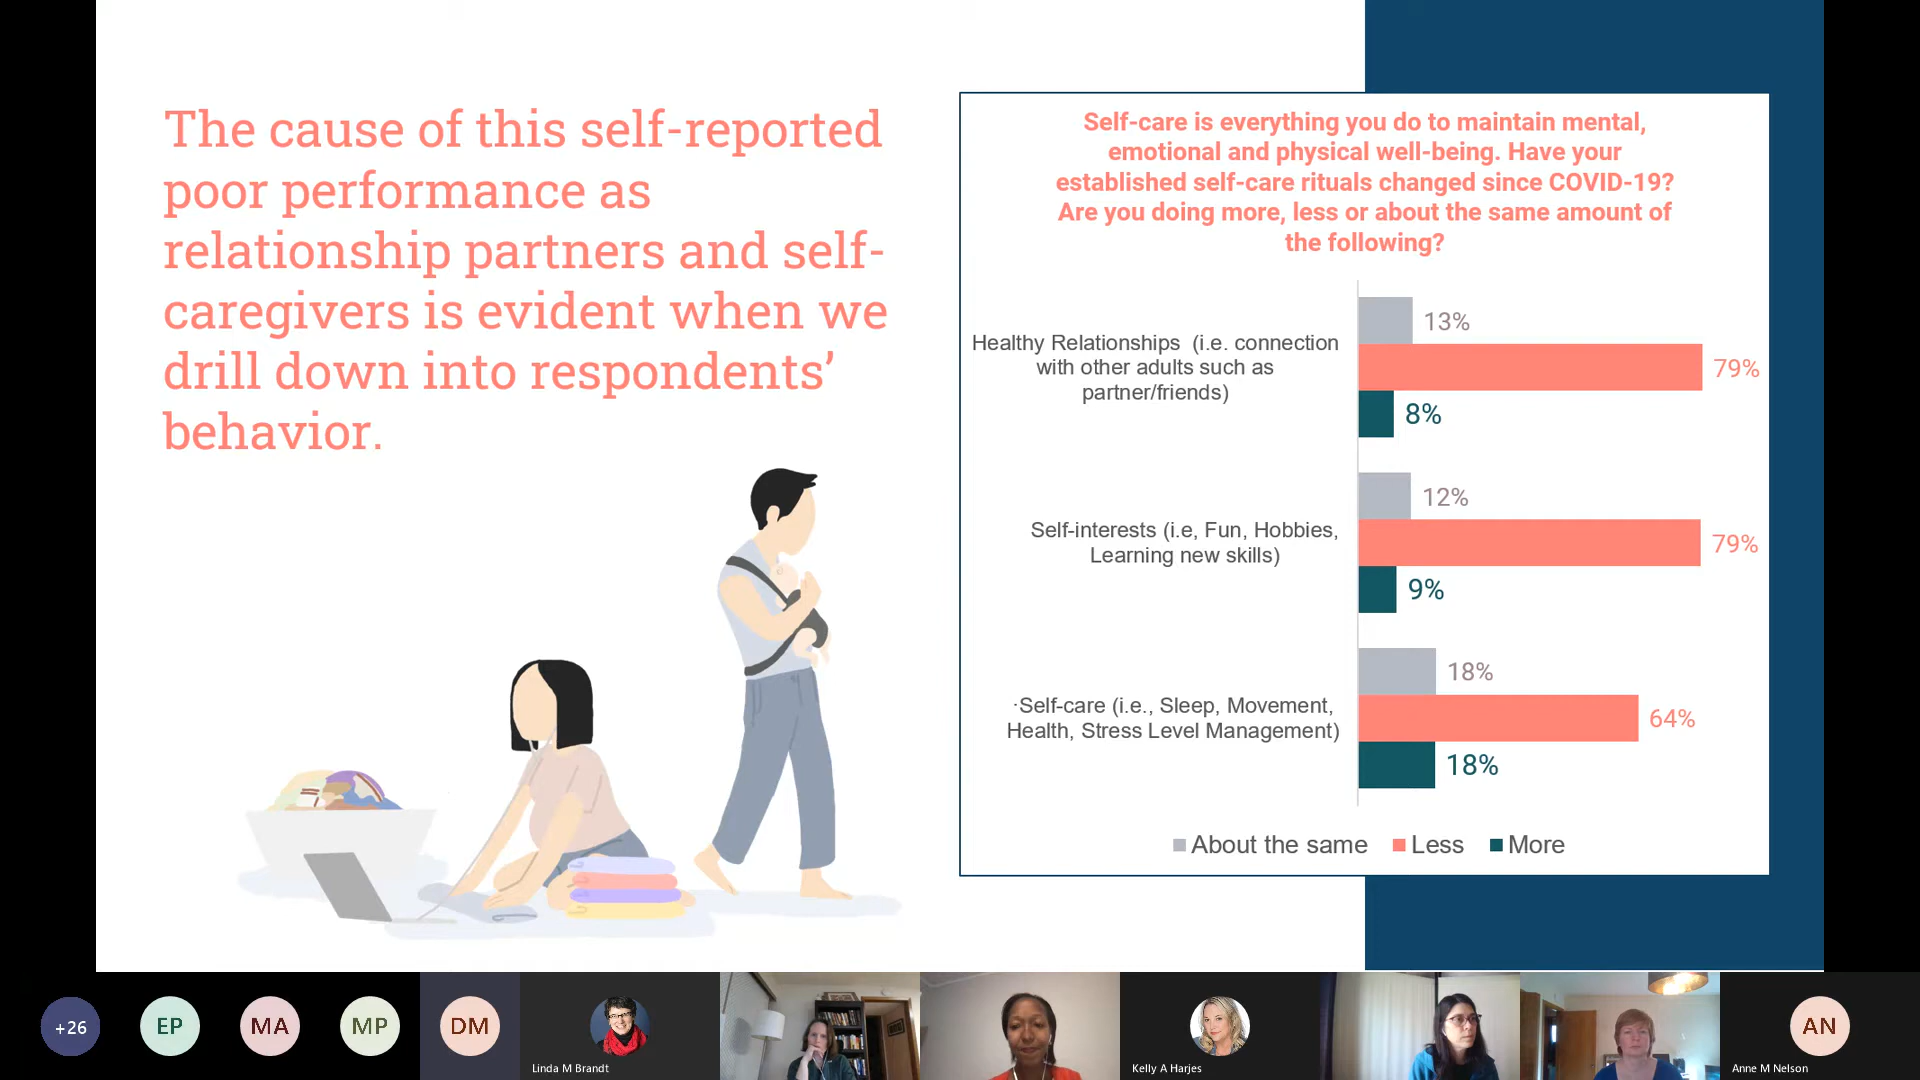 The cause of this self-reported
poor performance as
relationship partners and self-
caregivers is evident when we
drill down into respondents’
behavior.
Self-care is everything you do to maintain mental,
emotional and physical well-being. Have your
established self-care rituals changed since COVID-19?
Are you doing more, less or about the same amount of
the following?
Healthy Relationships  (i.e. connection
with other adults such as
partner/friends)
13%
79%
8%
Self-interests (i.e, Fun, Hobbies,
Learning new skills)
12%
79%
9%
·Self-care (i.e., Sleep, Movement,
Health, Stress Level Management)
18%
64%
18%
About the same Less More
+26
EP
MA
MP
DM
Linda M Brandt
Kelly A Harjes
AN
Anne M Nelson